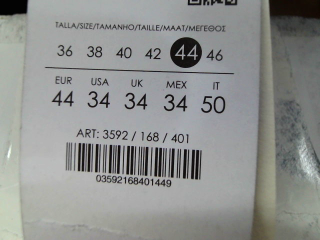 TALLA/SIZE/TAMANHO/TAILLE/MAAT/ΜΕΓΕΘΟΣ
36 38 40 42 44 46
EUR USA UK MEX IT
44 34 34 34 50
ART: 3592 / 168 / 401
03592168401449